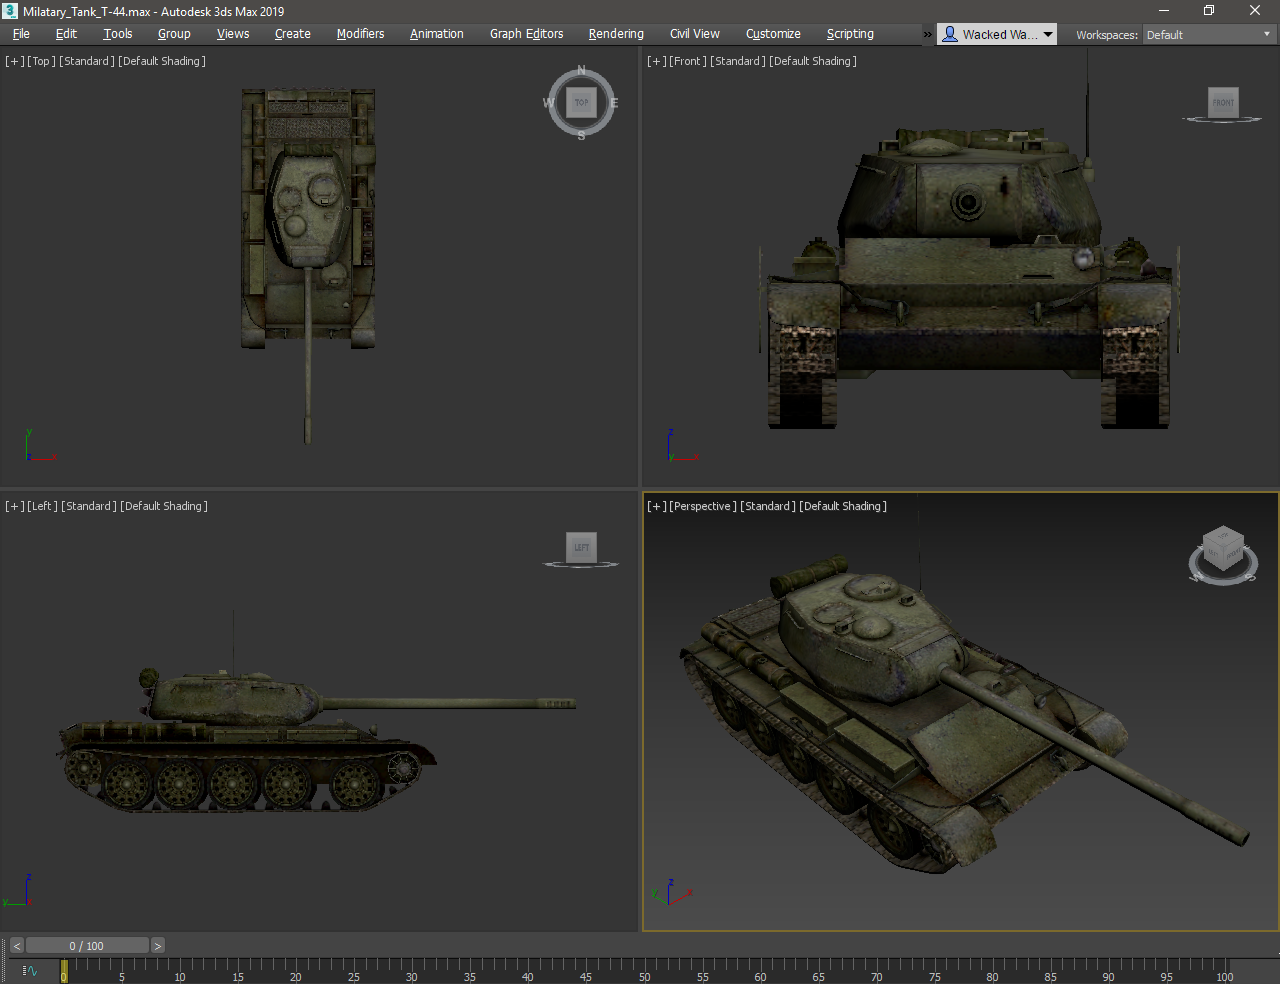 3 Milatary_Tank_T-44.max - Autodesk 3ds Max 2019
File Edit Tools Group Views Create Modifiers Animation Graph Editors Rendering Civil View Customize Scripting » Wacked Wa... Workspaces: Default
[+] [Top] [Standard] [Default Shading]
N
W TOP E
S
y
z x
[+] [Front] [Standard] [Default Shading]
FRONT
z
y x
[+] [Left] [Standard] [Default Shading]
LEFT
z
y x
[+] [Perspective] [Standard] [Default Shading]
W S
z
y x
< 0 / 100 >
0 5 10 15 20 25 30 35 40 45 50 55 60 65 70 75 80 85 90 95 100